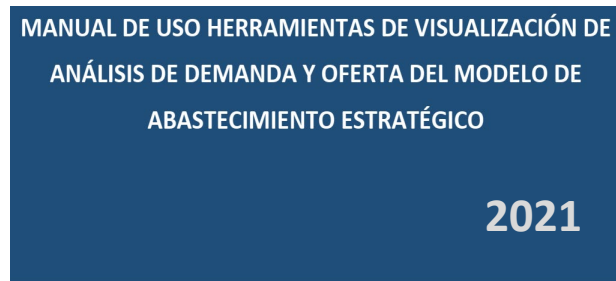 MANUAL DE USO HERRAMIENTAS DE VISUALIZACIÓN DE
ANÁLISIS DE DEMANDA Y OFERTA DEL MODELO DE
ABASTECIMIENTO ESTRATÉGICO
2021